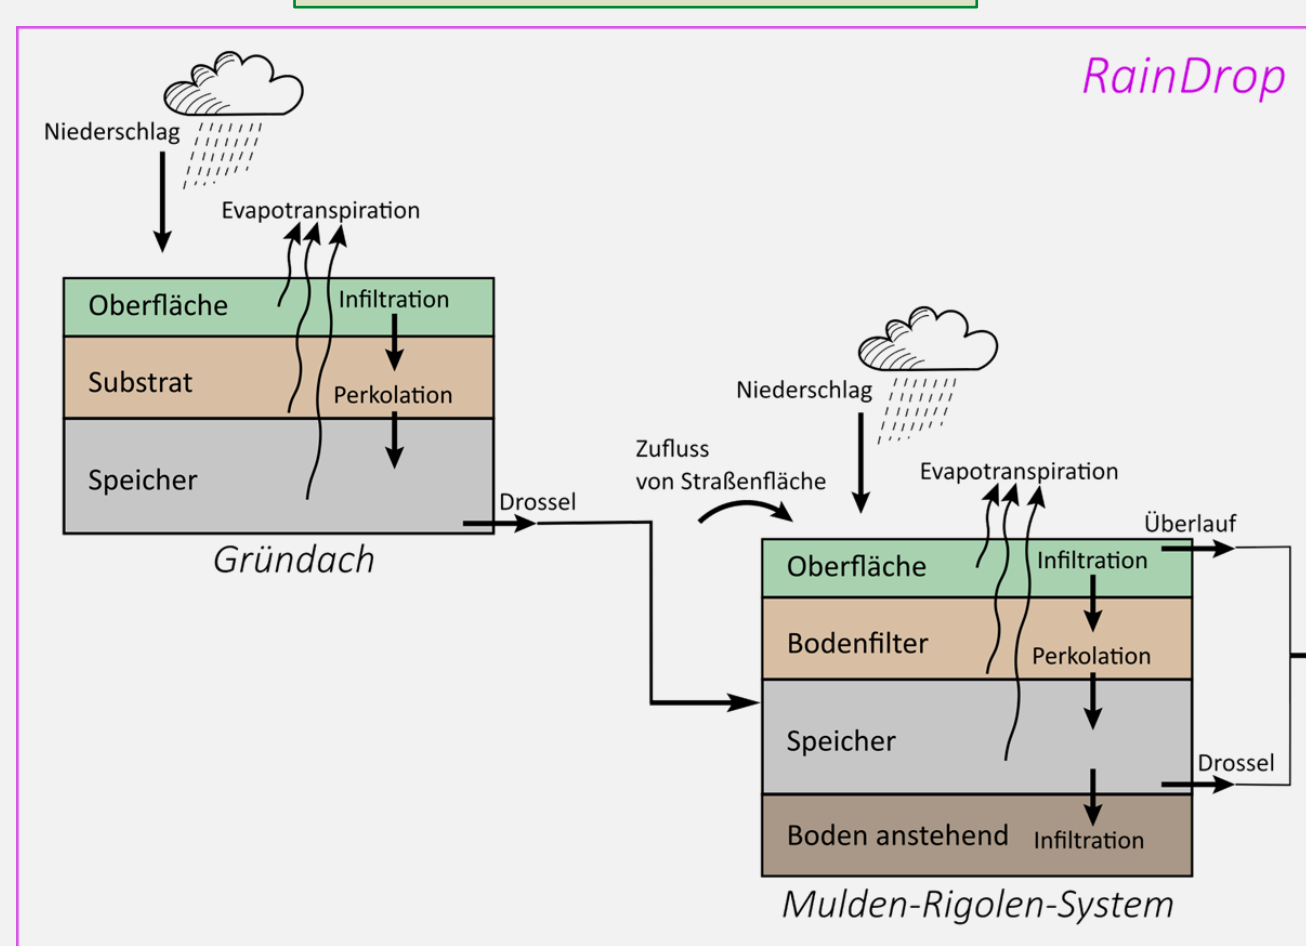 RainDrop
Niederschlag
Evapotranspiration
Oberfläche
Infiltration
Substrat
Perkolation
Speicher
Drossel
Gründach
Niederschlag
Zufluss
von Straßenfläche
Evapotranspiration
Überlauf
Oberfläche
Infiltration
Bodenfilter
Perkolation
Speicher
Drossel
Boden anstehend
Infiltration
Mulden-Rigolen-System